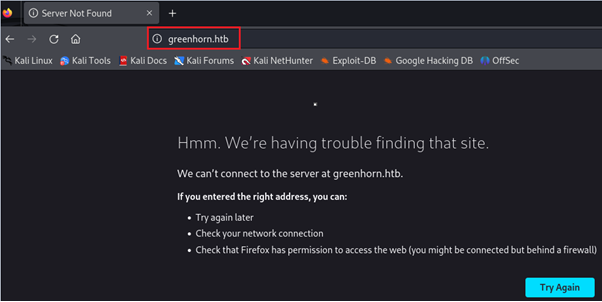 Server Not Found
greenhorn.htb
Kali Linux Kali Tools Kali Docs Kali Forums Kali NetHunter Exploit-DB Google Hacking DB OffSec
Hmm. We're having trouble finding that site.
We can't connect to the server at greenhorn.htb.
If you entered the right address, you can:
Try again later
Check your network connection
Check that Firefox has permission to access the web (you might be connected but behind a firewall)
Try Again